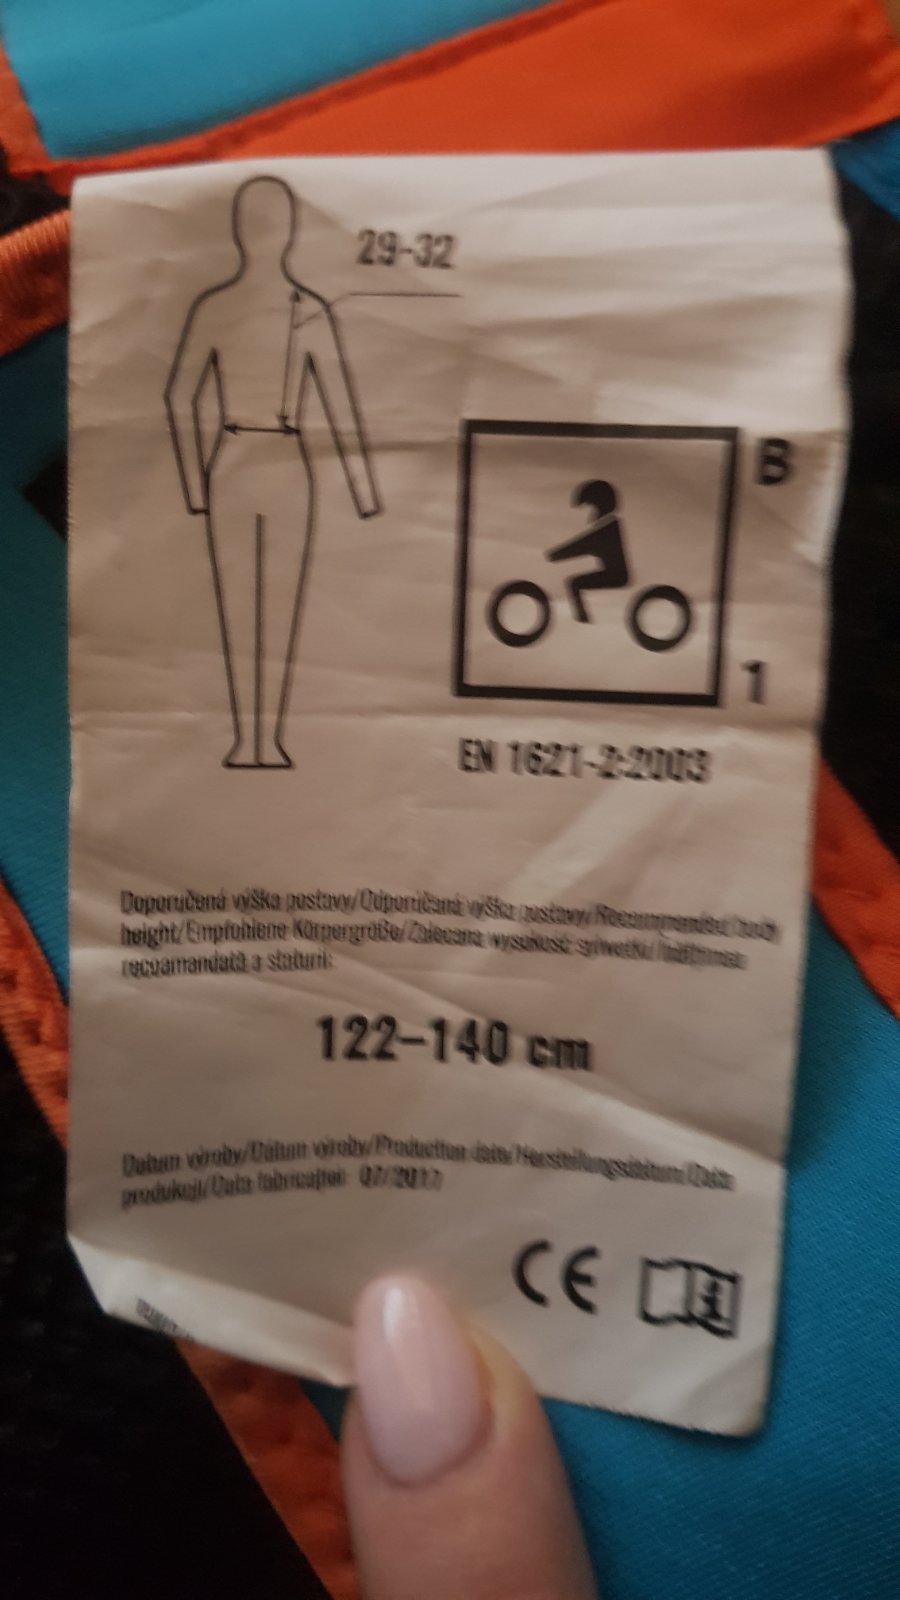 29-32
B
1
EN 1621-2:2003
Doporučená výška postavy/Odporúčaná výška postavy/Recommended body
height/Empfohlene Körpergröße/Zalecana wysokość sylwetki/Înălțimea
recoamandată a staturii:
122–140 cm
Datum výroby/Dátum výroby/Production date/Herstellungsdatum/Data
produkcji/Data fabricației: 07/2017
CE